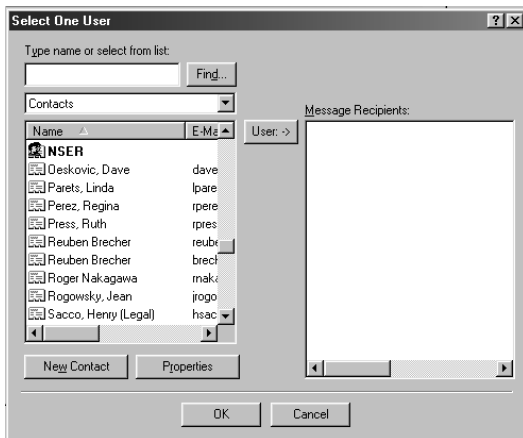 Select One User
Type name or select from list:
Find...
Contacts
Message Recipients:
Name E-Ma
User: ->
NSER
Oeskovic, Dave dave
Parets, Linda lpare
Perez, Regina rpere
Press, Ruth rpres
Reuben Brecher reube
Reuben Brecher brech
Roger Nakagawa rnaka
Rogowsky, Jean jrogo
Sacco, Henry (Legal) hsac
New Contact Properties
OK Cancel